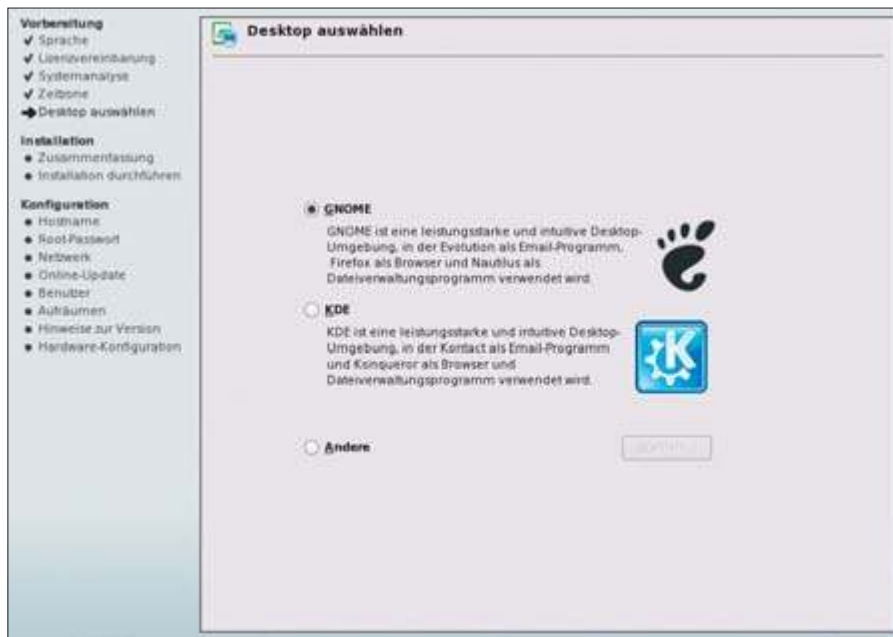 Vorbereitung
Sprache
Lizenzvereinbarung
Systemanalyse
Zeitzone
Desktop auswählen
Installation
Zusammenfassung
Installation durchführen
Konfiguration
Hostname
Root-Passwort
Netzwerk
Online-Update
Benutzer
Aufräumen
Hinweise zur Version
Hardware-Konfiguration
Desktop auswählen
GNOME
GNOME ist eine leistungsstarke und intuitive Desktop-
Umgebung, in der Evolution als Email-Programm,
Firefox als Browser und Nautilus als
Dateiverwaltungsprogramm verwendet wird.
KDE
KDE ist eine leistungsstarke und intuitive Desktop-
Umgebung, in der Kontact als Email-Programm
und Konqueror als Browser und
Dateiverwaltungsprogramm verwendet wird.
K
Andere